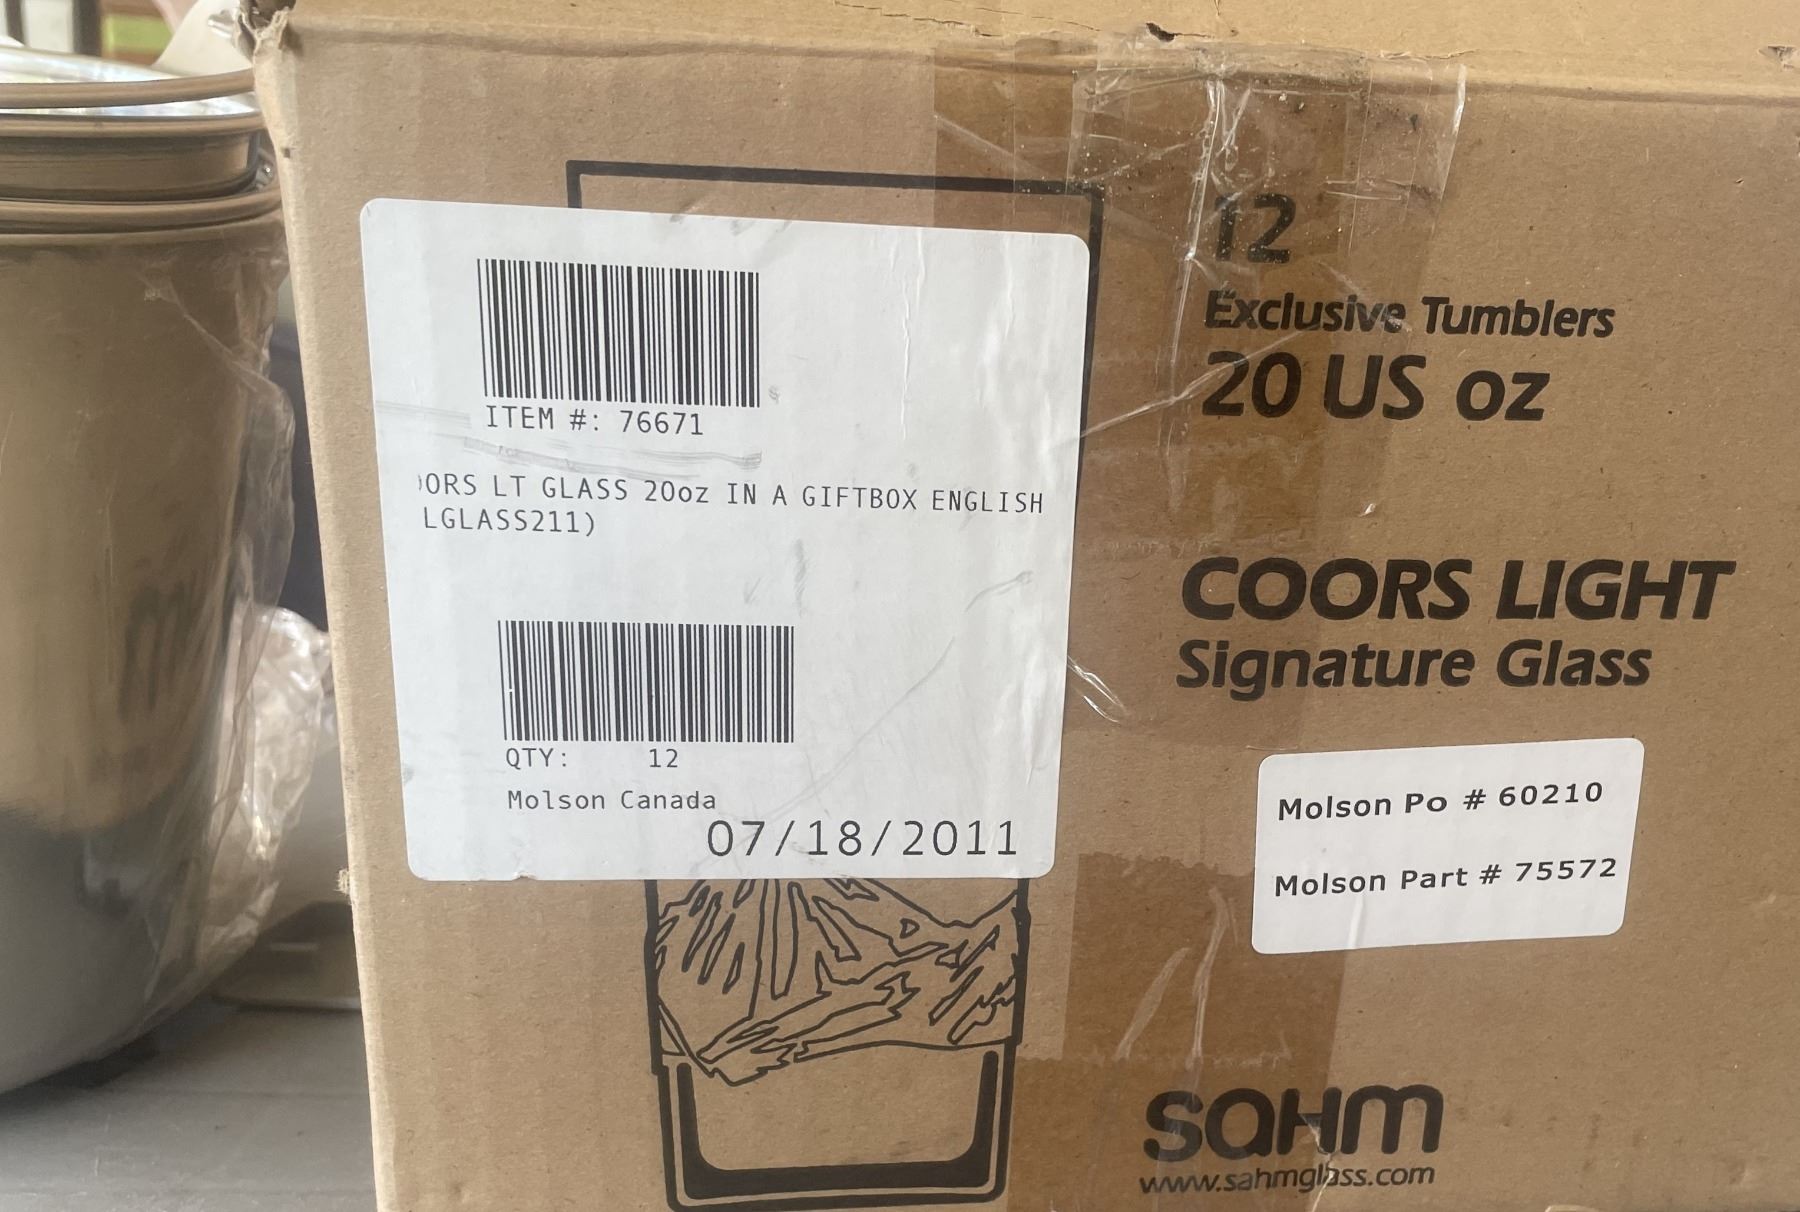 ITEM #: 76671
ORS LT GLASS 20oz IN A GIFTBOX ENGLISH
LGLASS211)
QTY: 12
Molson Canada
07/18/2011
12
Exclusive Tumblers
20 US oz
COORS LIGHT
Signature Glass
Molson Po # 60210
Molson Part # 75572
SAHM
www.sahmglass.com